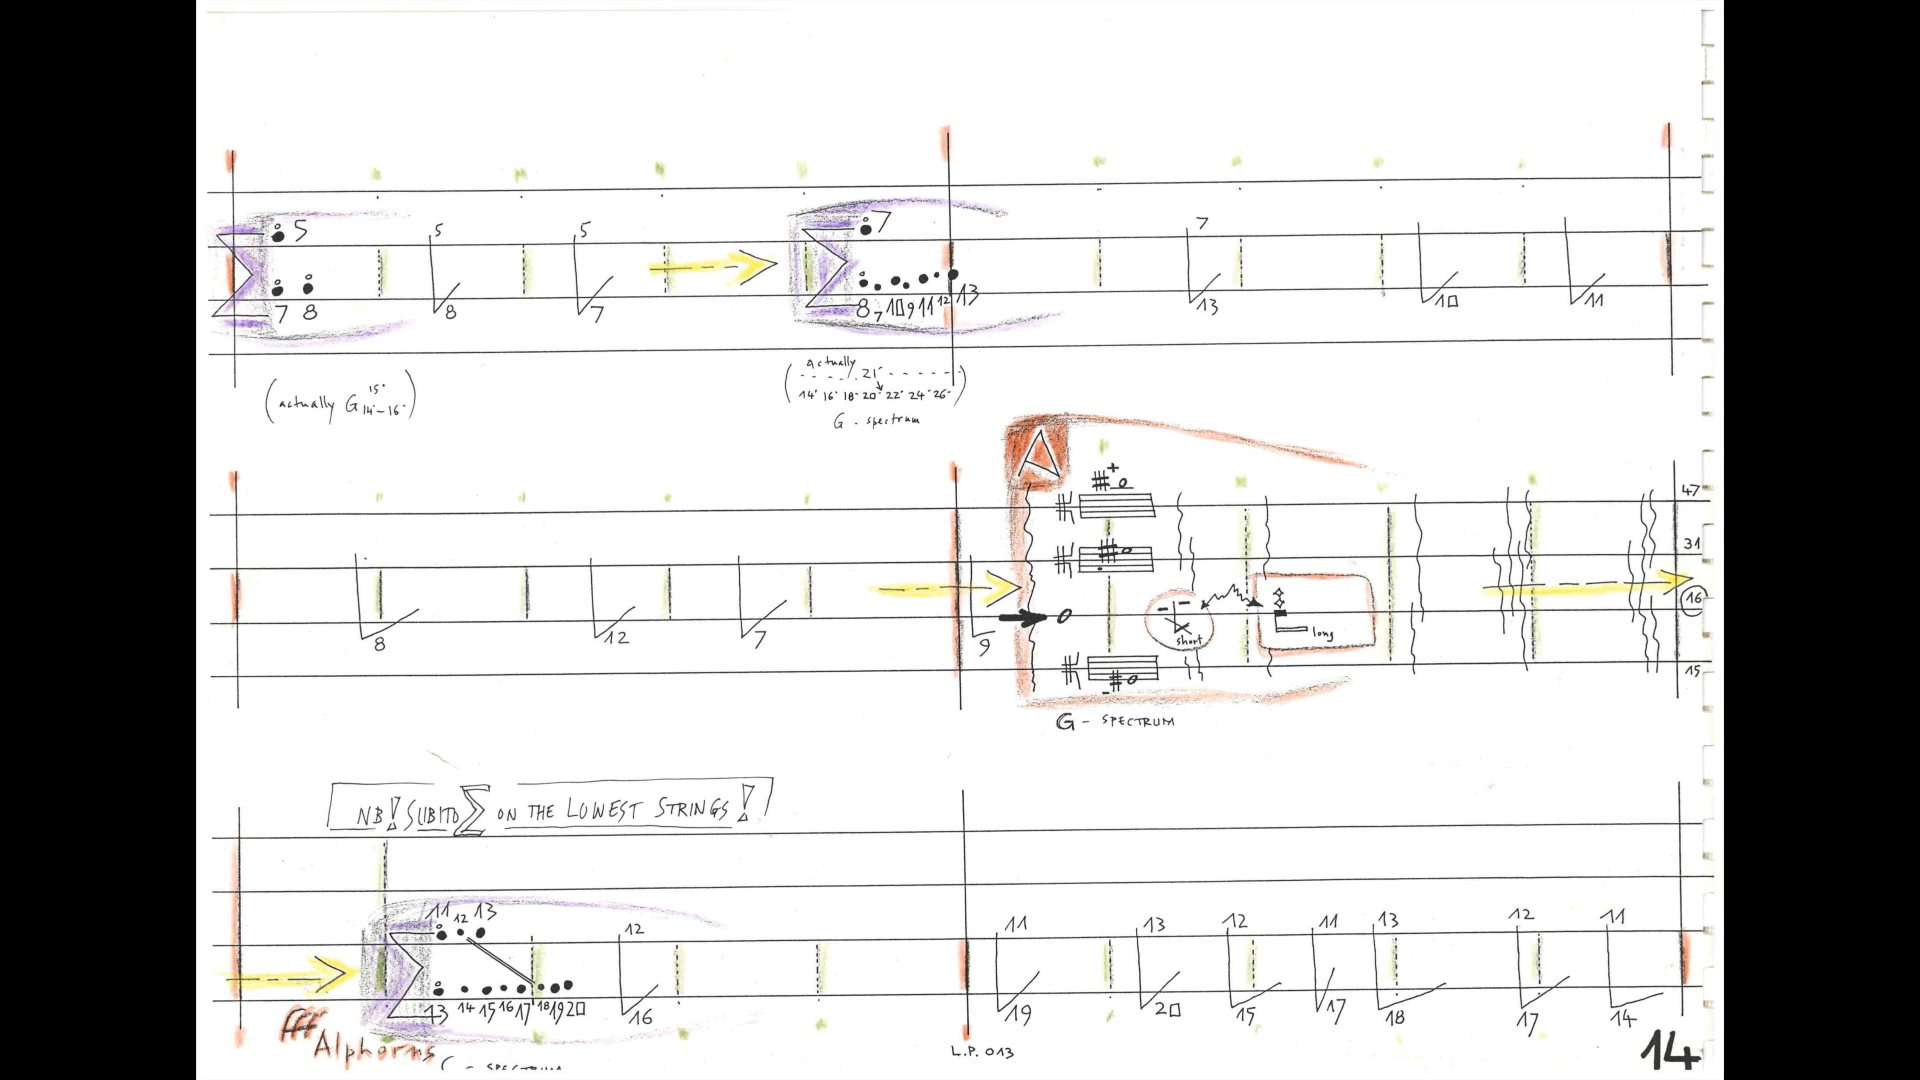 5
5
5
7
7
7 8
8
7
8 7 10 9 11 12 13
13
10
11
(actually G 15' 14'-16')
(actually
21'
14' 16' 18' 20' 22' 24' 26')
G - spectrum
A
47
31
16
15
8
12
7
9
short
long
G - SPECTRUM
NB! SUBITO Σ ON THE LOWEST STRINGS!
11 12 13
12
11
13
12
11
13
12
11
13 14 15 16 17 18 19 20
16
19
20
15
17
18
17
14
fff
Alphorns
L.P. 013
14